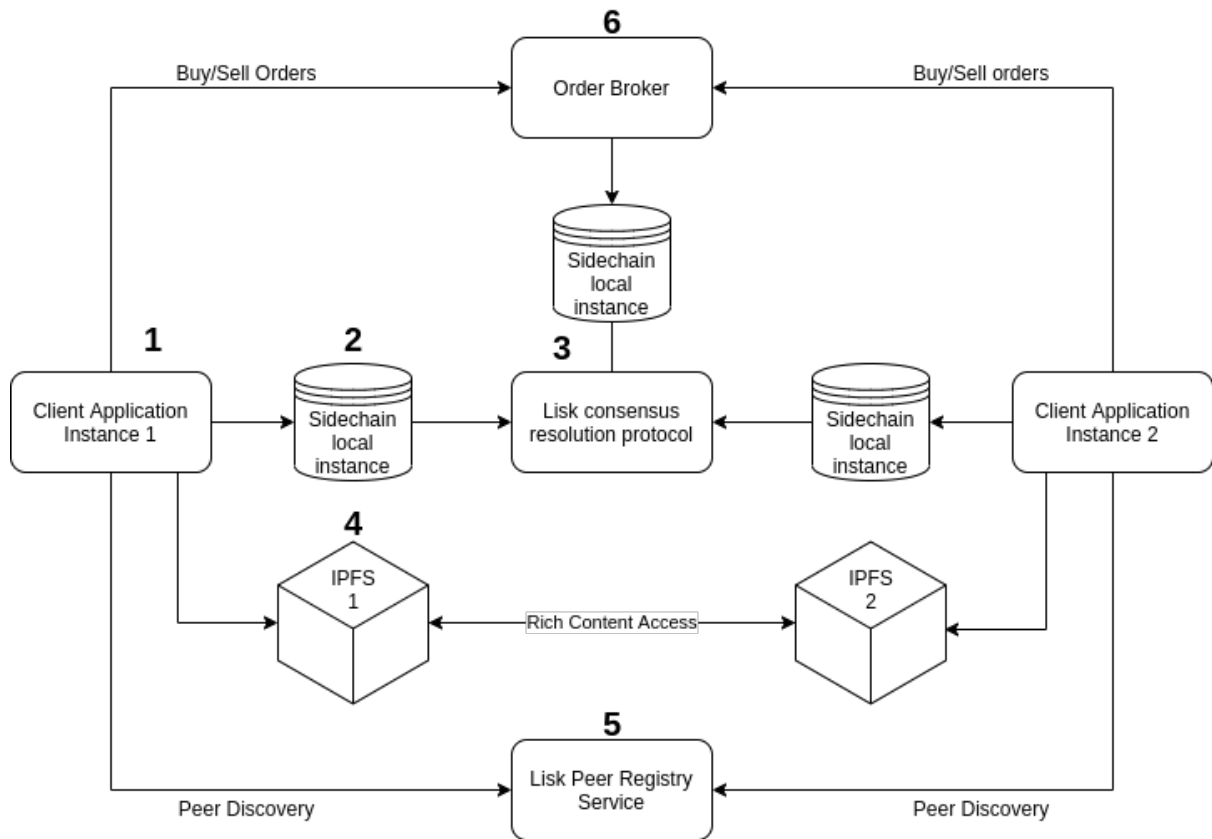 6
Buy/Sell Orders
Order Broker
Buy/Sell orders
Sidechain
local
instance
1
2
3
Client Application
Instance 1
Sidechain
local
instance
Lisk consensus
resolution protocol
Sidechain
local
instance
Client Application
Instance 2
4
IPFS
1
Rich Content Access
IPFS
2
5
Lisk Peer Registry
Service
Peer Discovery
Peer Discovery